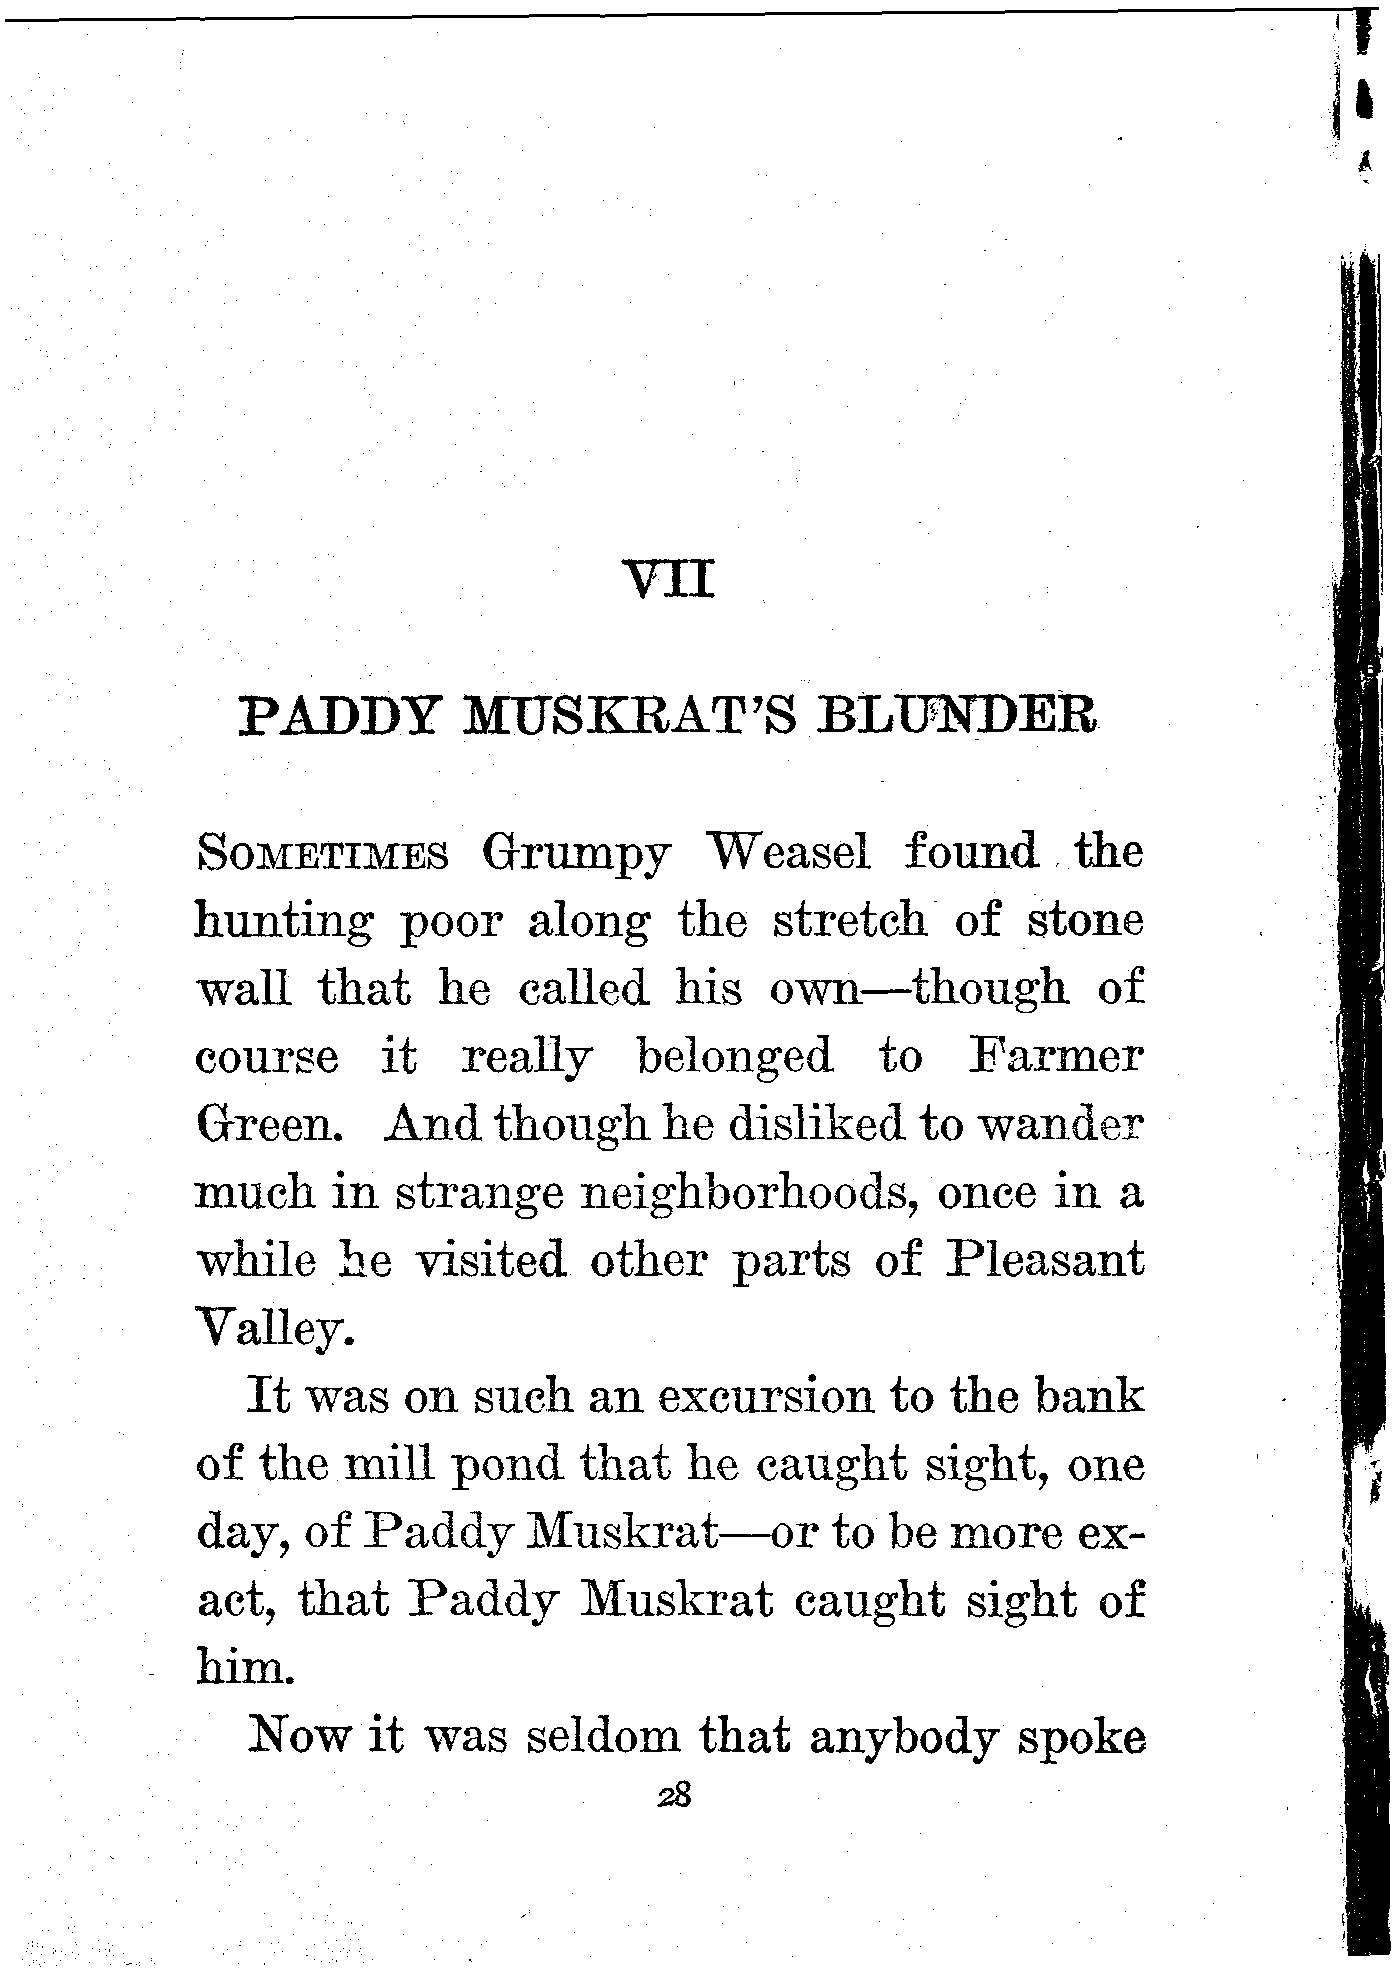 VII
PADDY MUSKRAT'S BLUNDER
SOMETIMES Grumpy Weasel found the
hunting poor along the stretch of stone
wall that he called his own—though of
course it really belonged to Farmer
Green. And though he disliked to wander
much in strange neighborhoods, once in a
while he visited other parts of Pleasant
Valley.
It was on such an excursion to the bank
of the mill pond that he caught sight, one
day, of Paddy Muskrat—or to be more ex-
act, that Paddy Muskrat caught sight of
him.
Now it was seldom that anybody spoke
28